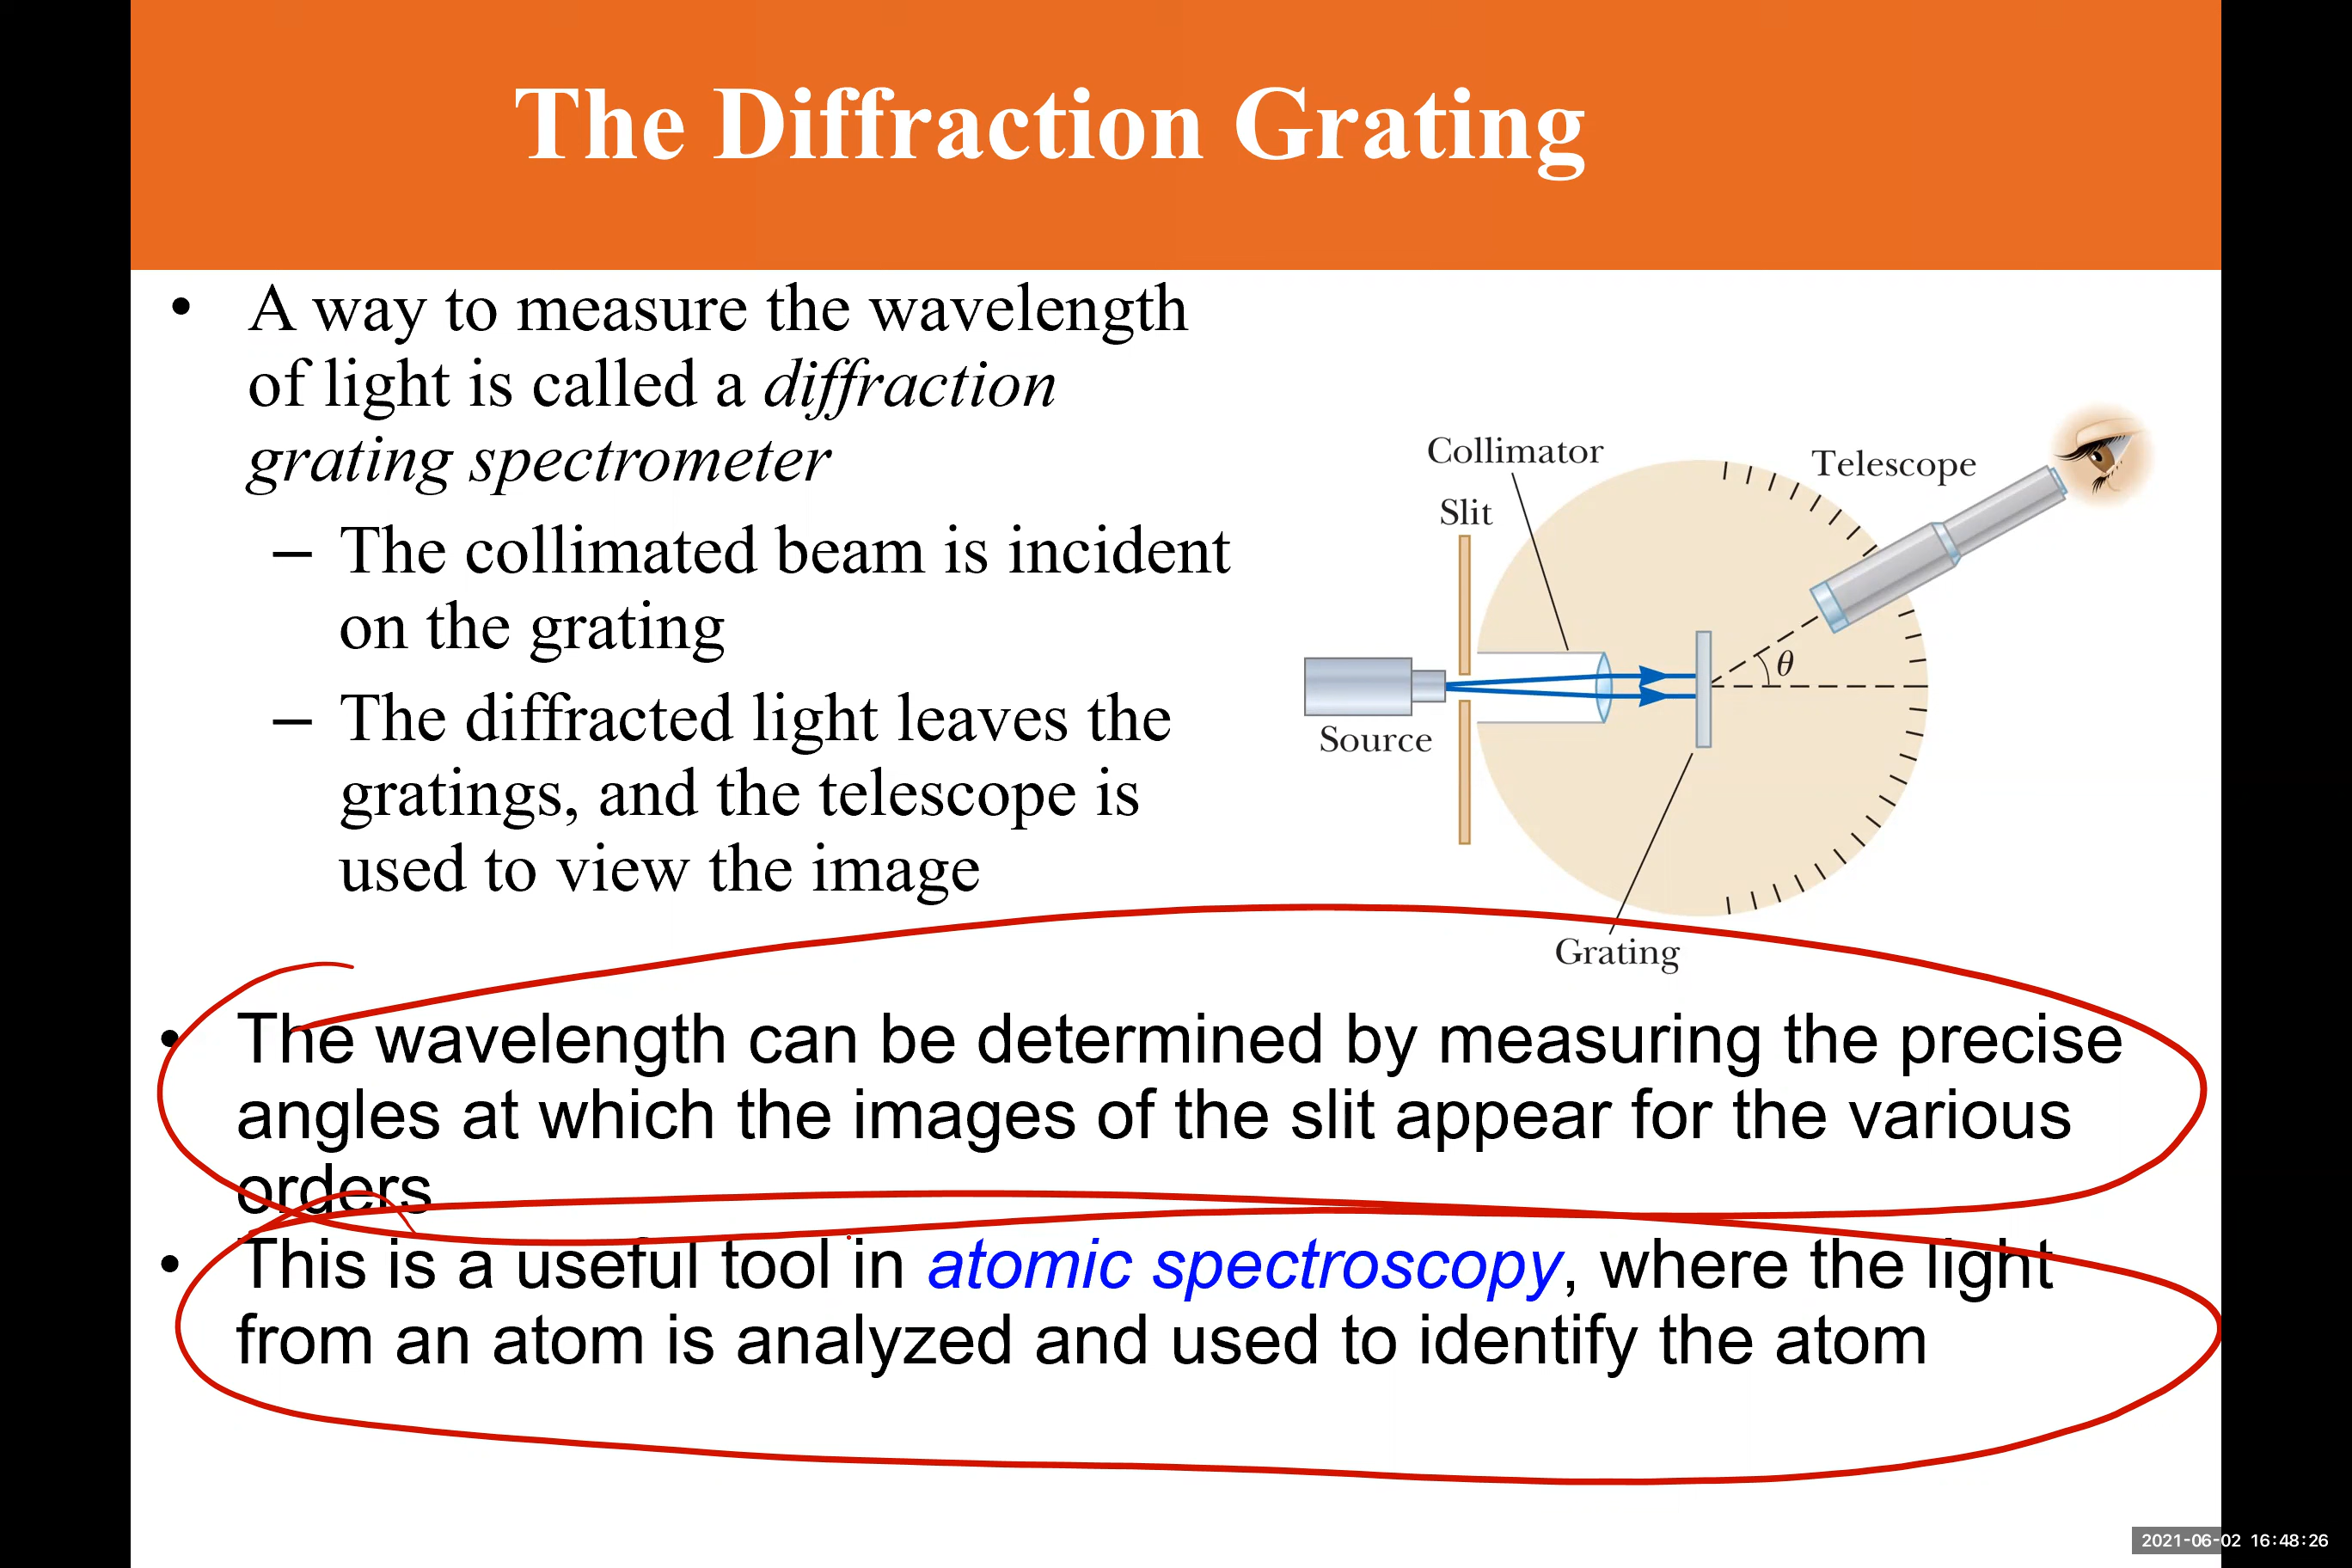 The Diffraction Grating
• A way to measure the wavelength
of light is called a diffraction
grating spectrometer
– The collimated beam is incident
on the grating
– The diffracted light leaves the
gratings, and the telescope is
used to view the image
Collimator
Telescope
Slit
θ
Source
Grating
• The wavelength can be determined by measuring the precise
angles at which the images of the slit appear for the various
orders
• This is a useful tool in atomic spectroscopy, where the light
from an atom is analyzed and used to identify the atom
2021-06-02 16:48:26